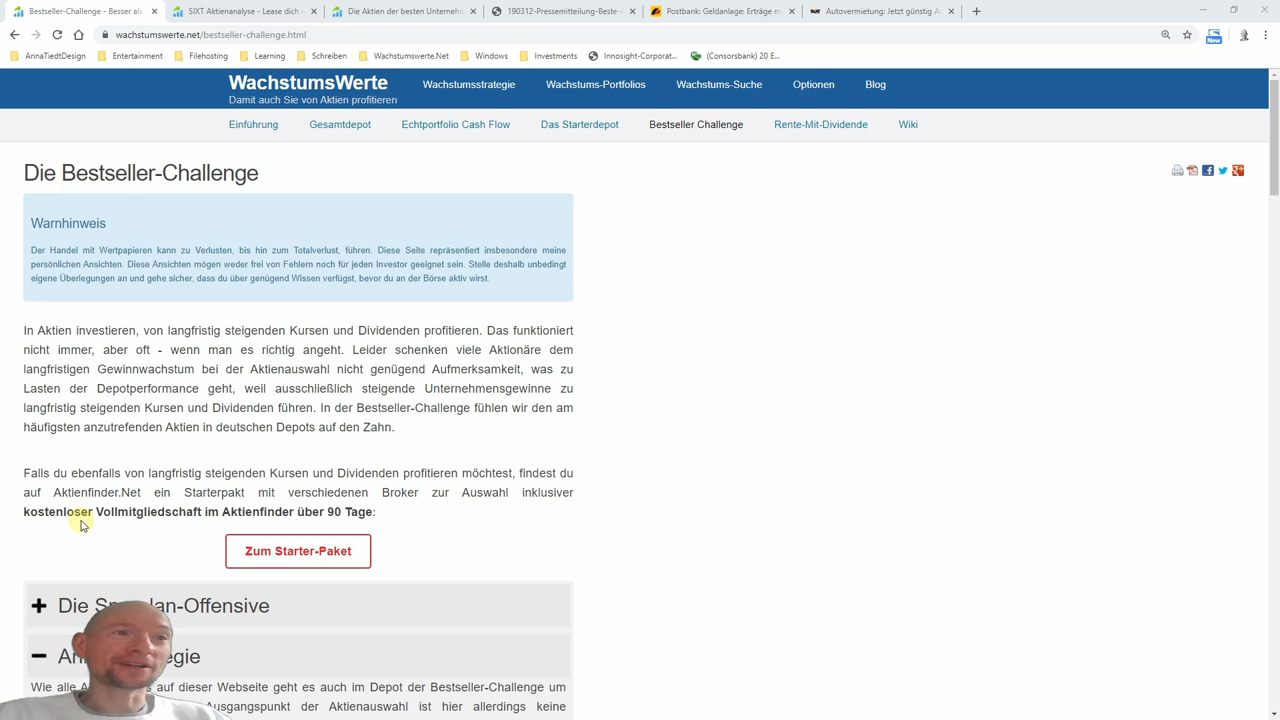 Bestseller-Challenge - Besser als
SIXT Aktienanalyse - Lease dich
Die Aktien der besten Unternehm
190312-Pressemitteilung-Beste-
Postbank: Geldanlage: Erträge m
Autovermietung: Jetzt günstig A
wachstumswerte.net/bestseller-challenge.html
New
AnnaTiedtDesign
Entertainment
Filehosting
Learning
Schreiben
Wachstumswerte.Net
Windows
Investments
Innosight-Corporat...
(Consorsbank) 20 E...
WachstumsWerte
Damit auch Sie von Aktien profitieren
Wachstumsstrategie
Wachstums-Portfolios
Wachstums-Suche
Optionen
Blog
Einführung
Gesamtdepot
Echtportfolio Cash Flow
Das Starterdepot
Bestseller Challenge
Rente-Mit-Dividende
Wiki
Die Bestseller-Challenge
Warnhinweis
Der Handel mit Wertpapieren kann zu Verlusten, bis hin zum Totalverlust, führen. Diese Seite repräsentiert insbesondere meine
persönlichen Ansichten. Diese Ansichten mögen weder frei von Fehlern noch für jeden Investor geeignet sein. Stelle deshalb unbedingt
eigene Überlegungen an und gehe sicher, dass du über genügend Wissen verfügst, bevor du an der Börse aktiv wirst.
In Aktien investieren, von langfristig steigenden Kursen und Dividenden profitieren. Das funktioniert
nicht immer, aber oft - wenn man es richtig angeht. Leider schenken viele Aktionäre dem
langfristigen Gewinnwachstum bei der Aktienauswahl nicht genügend Aufmerksamkeit, was zu
Lasten der Depotperformance geht, weil ausschließlich steigende Unternehmensgewinne zu
langfristig steigenden Kursen und Dividenden führen. In der Bestseller-Challenge fühlen wir den am
häufigsten anzutrefenden Aktien in deutschen Depots auf den Zahn.
Falls du ebenfalls von langfristig steigenden Kursen und Dividenden profitieren möchtest, findest du
auf Aktienfinder.Net ein Starterpakt mit verschiedenen Broker zur Auswahl inklusiver
kostenloser Vollmitgliedschaft im Aktienfinder über 90 Tage:
Zum Starter-Paket
Die Sp an-Offensive
An egie
Wie alle A s auf dieser Webseite geht es auch im Depot der Bestseller-Challenge um
Ausgangspunkt der Aktienauswahl ist hier allerdings keine